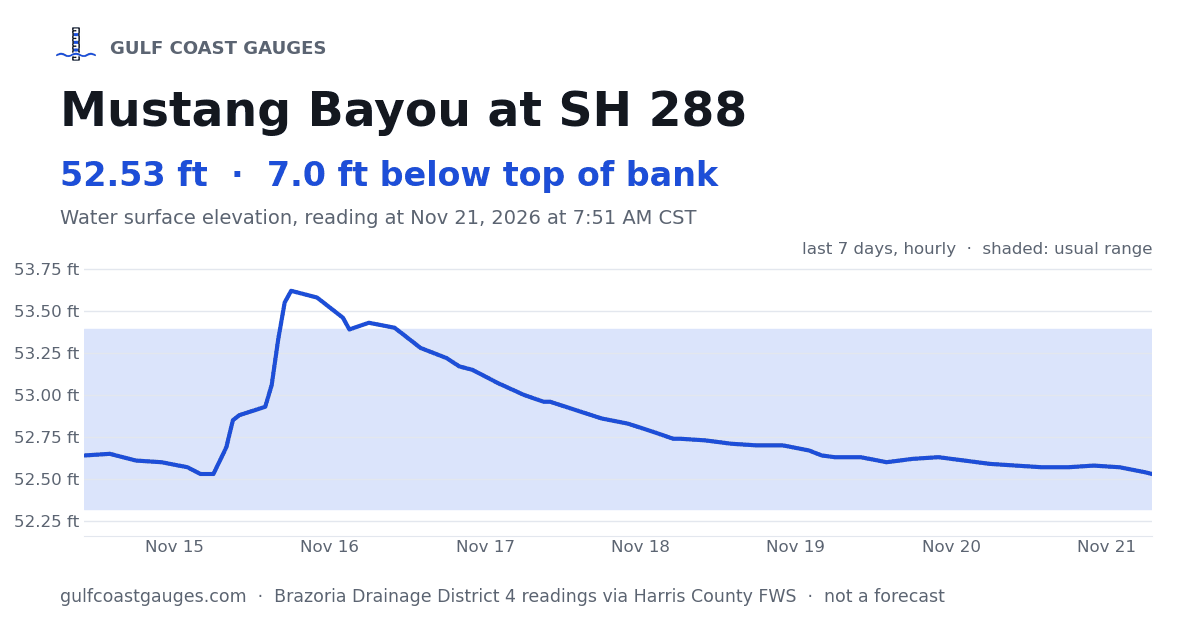 GULF COAST GAUGES
Mustang Bayou at SH 288
52.53 ft · 7.0 ft below top of bank
Water surface elevation, reading at Nov 21, 2026 at 7:51 AM CST
last 7 days, hourly · shaded: usual range
53.75 ft
53.50 ft
53.25 ft
53.00 ft
52.75 ft
52.50 ft
52.25 ft
Nov 15 Nov 16 Nov 17 Nov 18 Nov 19 Nov 20 Nov 21
gulfcoastgauges.com · Brazoria Drainage District 4 readings via Harris County FWS · not a forecast